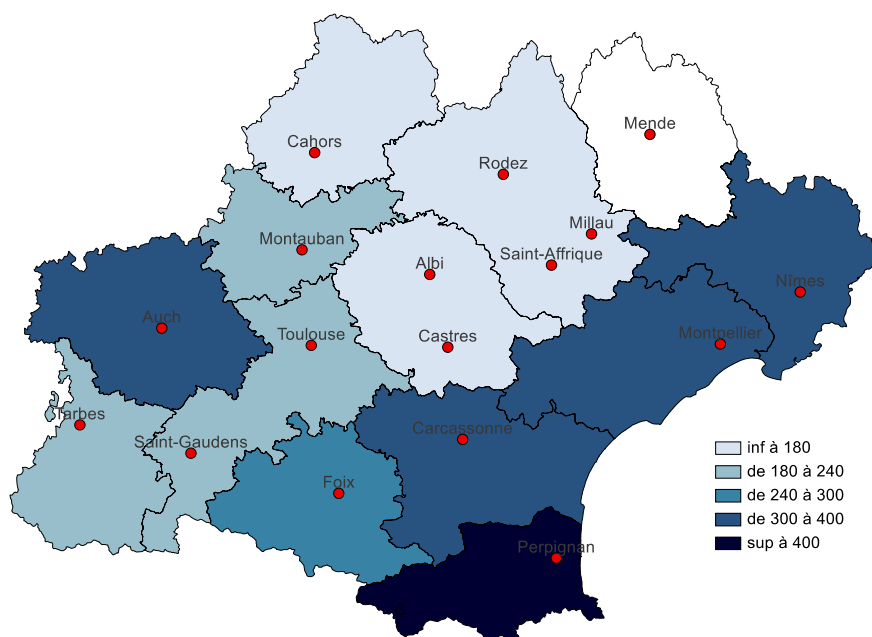 Mende
Cahors
Rodez
Millau
Montauban
Saint-Affrique
Albi
Nîmes
Auch
Toulouse
Castres
Montpellier
Tarbes
Carcassonne
Saint-Gaudens
Foix
Perpignan
inf à 180
de 180 à 240
de 240 à 300
de 300 à 400
sup à 400